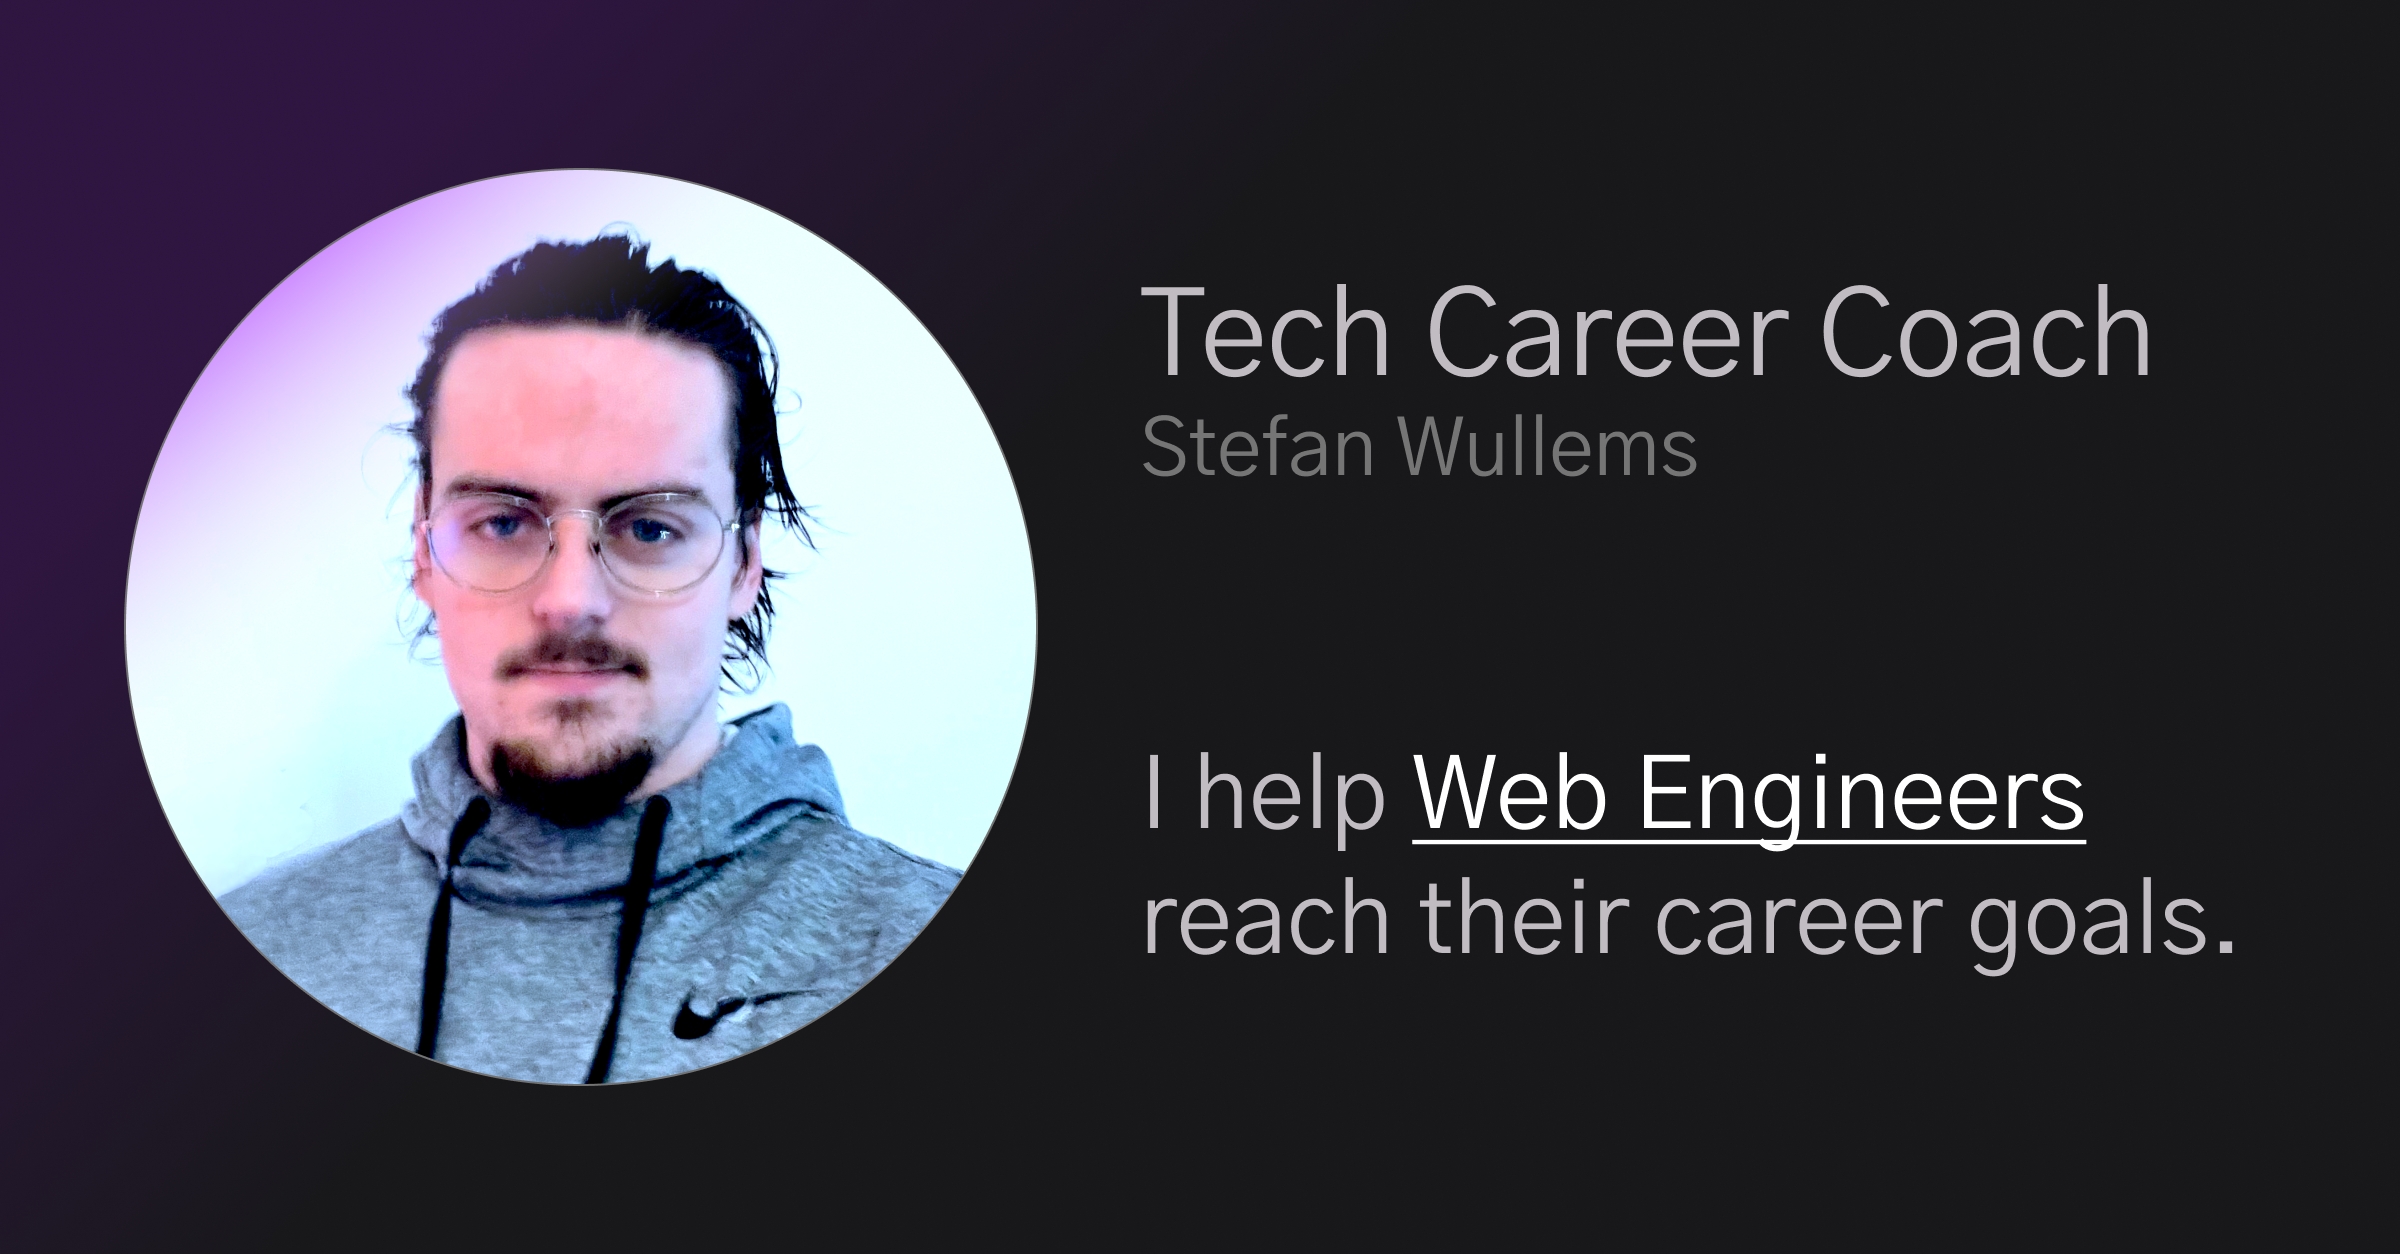 Tech Career Coach
Stefan Wullems
I help Web Engineers
reach their career goals.